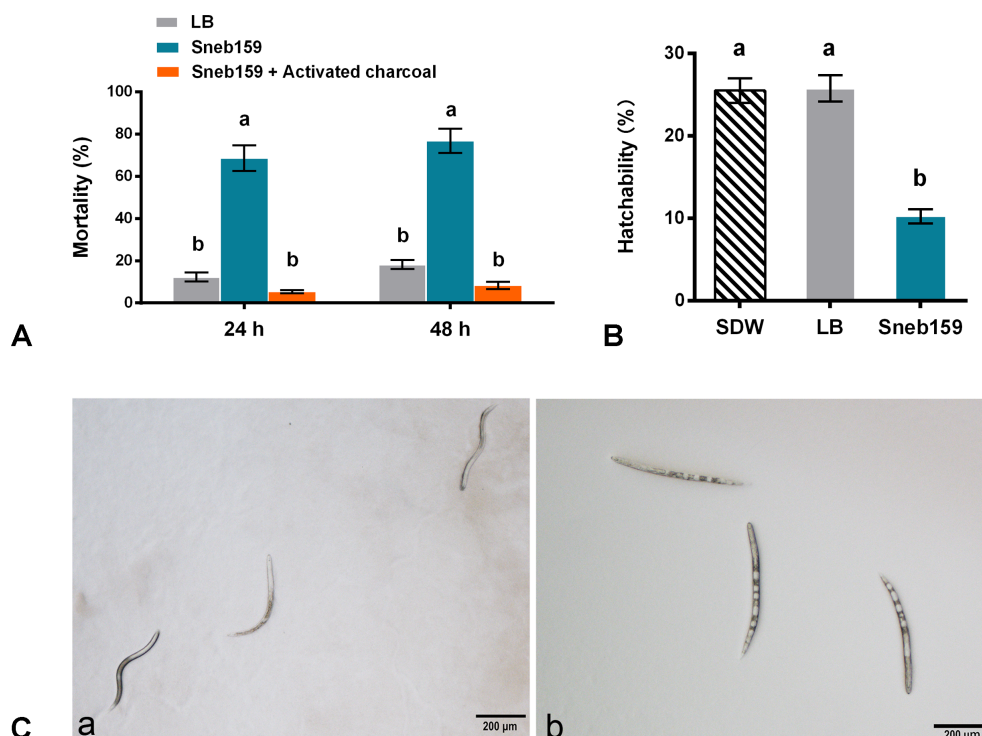 LB
Sneb159
Sneb159 + Activated charcoal
Mortality (%)
100
80
60
40
20
0
b
a
b
b
a
b
24 h
48 h
A
Hatchability (%)
30
20
10
0
a
a
b
SDW
LB
Sneb159
B
C
a
200 µm
b
200 µm